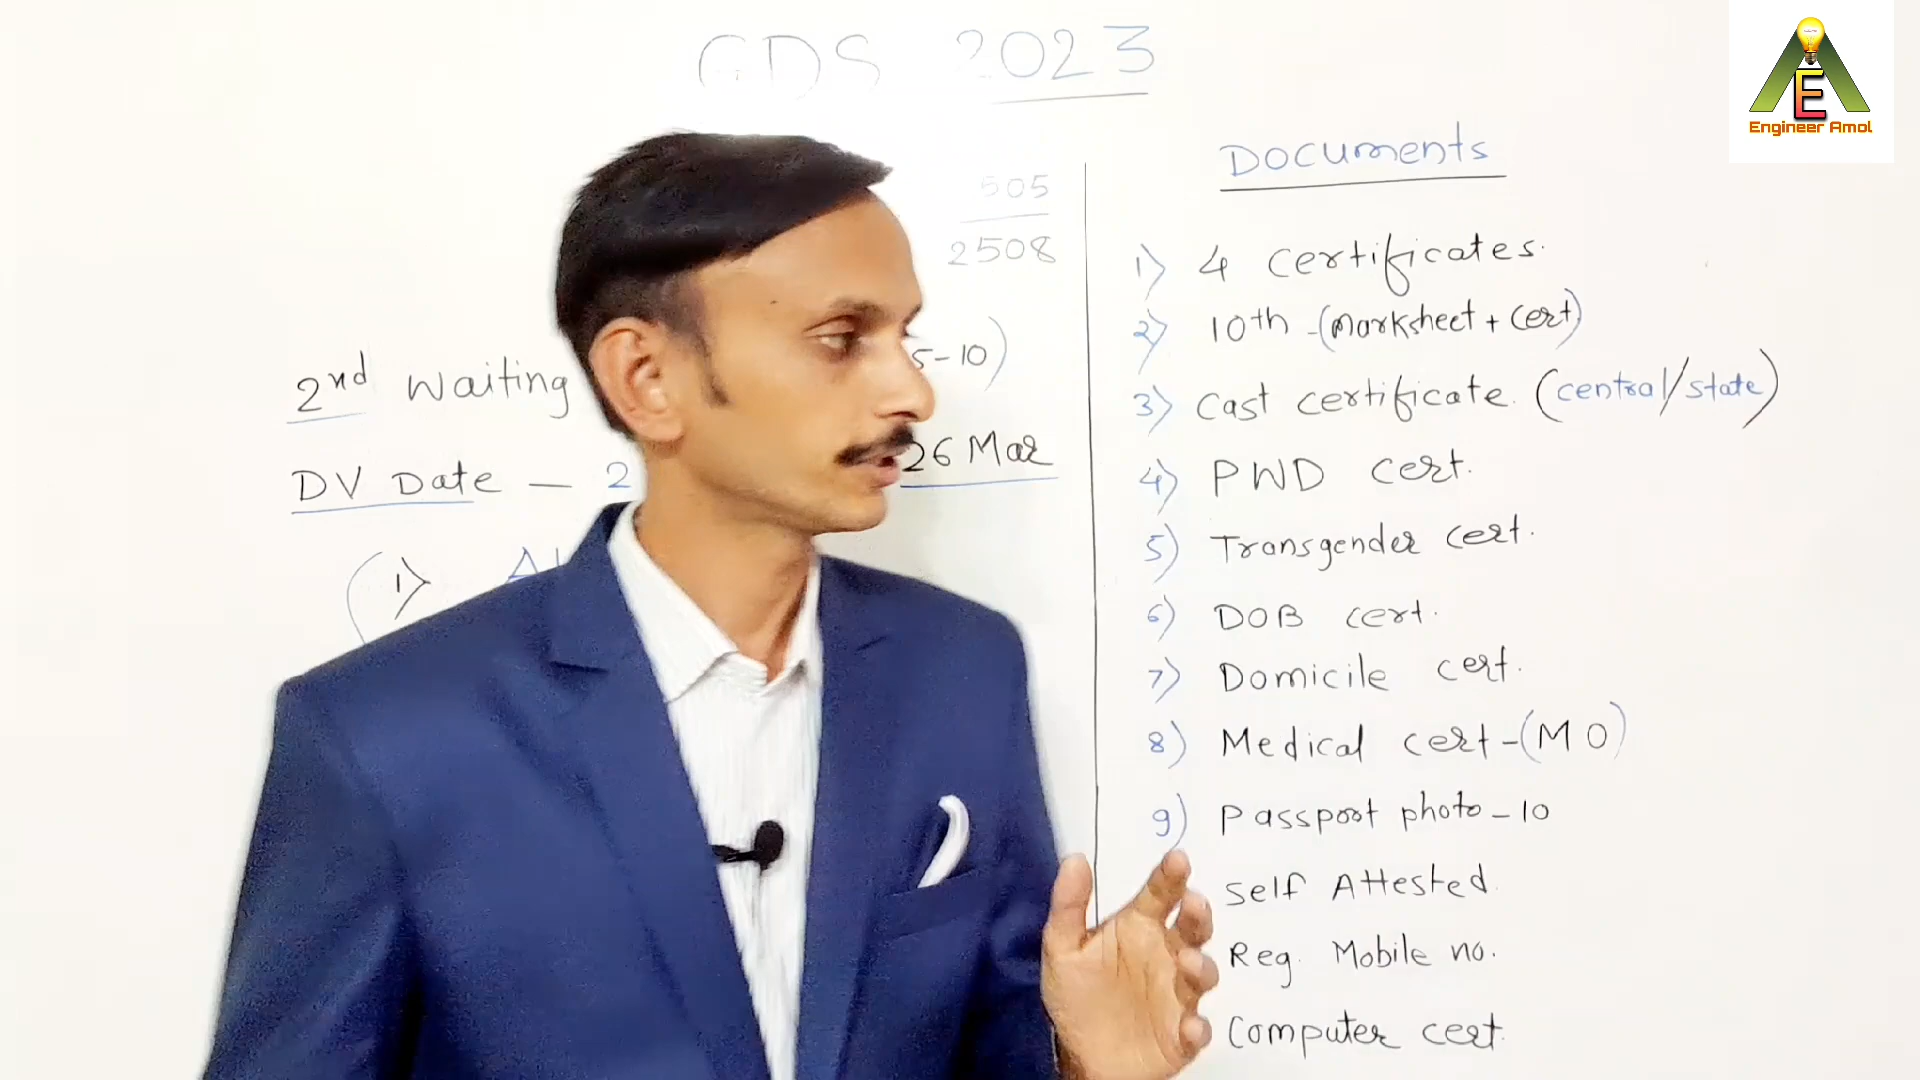 GDS 2023
505
2508
2nd Waiting 5-10)
DV Date - 2 26 Mar
1)
Documents
1) 4 certificates.
2) 10th -(Marksheet + Cert)
3) Cast certificate. (central/state)
4) PWD cert.
5) Transgender cert.
6) DOB cert.
7) Domicile cert.
8) Medical cert-(MO)
9) Passport photo-10
Self Attested.
Reg. Mobile no.
Computer cert.
E
Engineer Amol